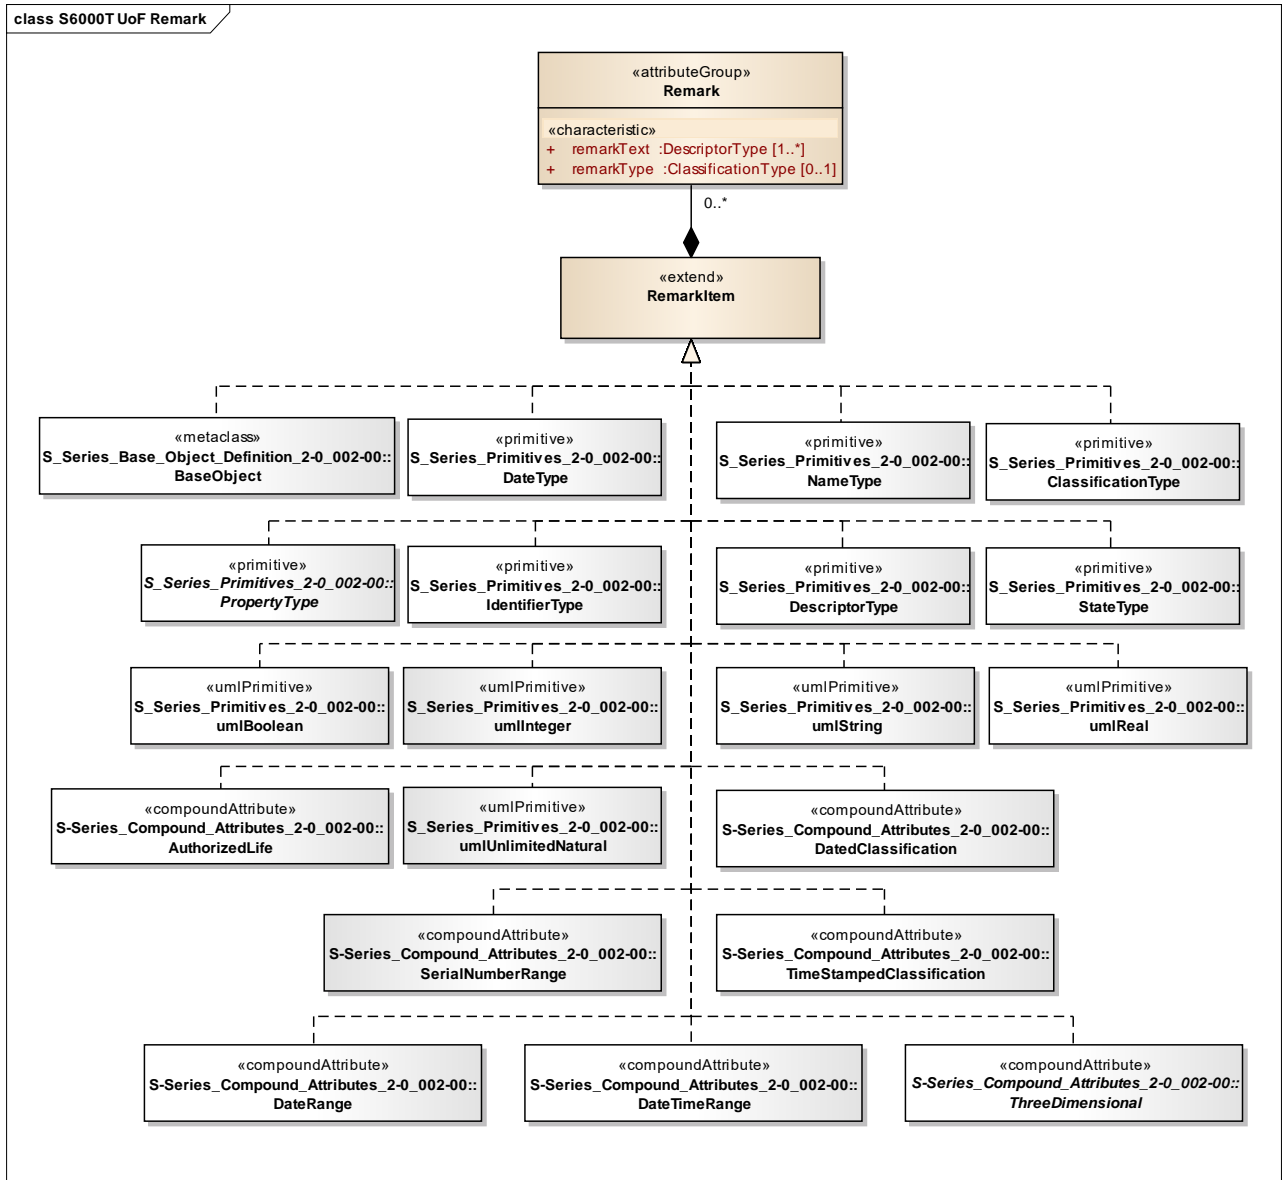 class S6000T UoF Remark
«attributeGroup»
Remark
«characteristic»
+ remarkText :DescriptorType [1..*]
+ remarkType :ClassificationType [0..1]
0..*
«extend»
RemarkItem
«metaclass»
S_Series_Base_Object_Definition_2-0_002-00::
BaseObject
«primitive»
S_Series_Primitives_2-0_002-00::
DateType
«primitive»
S_Series_Primitives_2-0_002-00::
NameType
«primitive»
S_Series_Primitives_2-0_002-00::
ClassificationType
«primitive»
S_Series_Primitives_2-0_002-00::
PropertyType
«primitive»
S_Series_Primitives_2-0_002-00::
IdentifierType
«primitive»
S_Series_Primitives_2-0_002-00::
DescriptorType
«primitive»
S_Series_Primitives_2-0_002-00::
StateType
«umlPrimitive»
S_Series_Primitives_2-0_002-00::
umlBoolean
«umlPrimitive»
S_Series_Primitives_2-0_002-00::
umlInteger
«umlPrimitive»
S_Series_Primitives_2-0_002-00::
umlString
«umlPrimitive»
S_Series_Primitives_2-0_002-00::
umlReal
«compoundAttribute»
S-Series_Compound_Attributes_2-0_002-00::
AuthorizedLife
«umlPrimitive»
S_Series_Primitives_2-0_002-00::
umlUnlimitedNatural
«compoundAttribute»
S-Series_Compound_Attributes_2-0_002-00::
DatedClassification
«compoundAttribute»
S-Series_Compound_Attributes_2-0_002-00::
SerialNumberRange
«compoundAttribute»
S-Series_Compound_Attributes_2-0_002-00::
TimeStampedClassification
«compoundAttribute»
S-Series_Compound_Attributes_2-0_002-00::
DateRange
«compoundAttribute»
S-Series_Compound_Attributes_2-0_002-00::
DateTimeRange
«compoundAttribute»
S-Series_Compound_Attributes_2-0_002-00::
ThreeDimensional